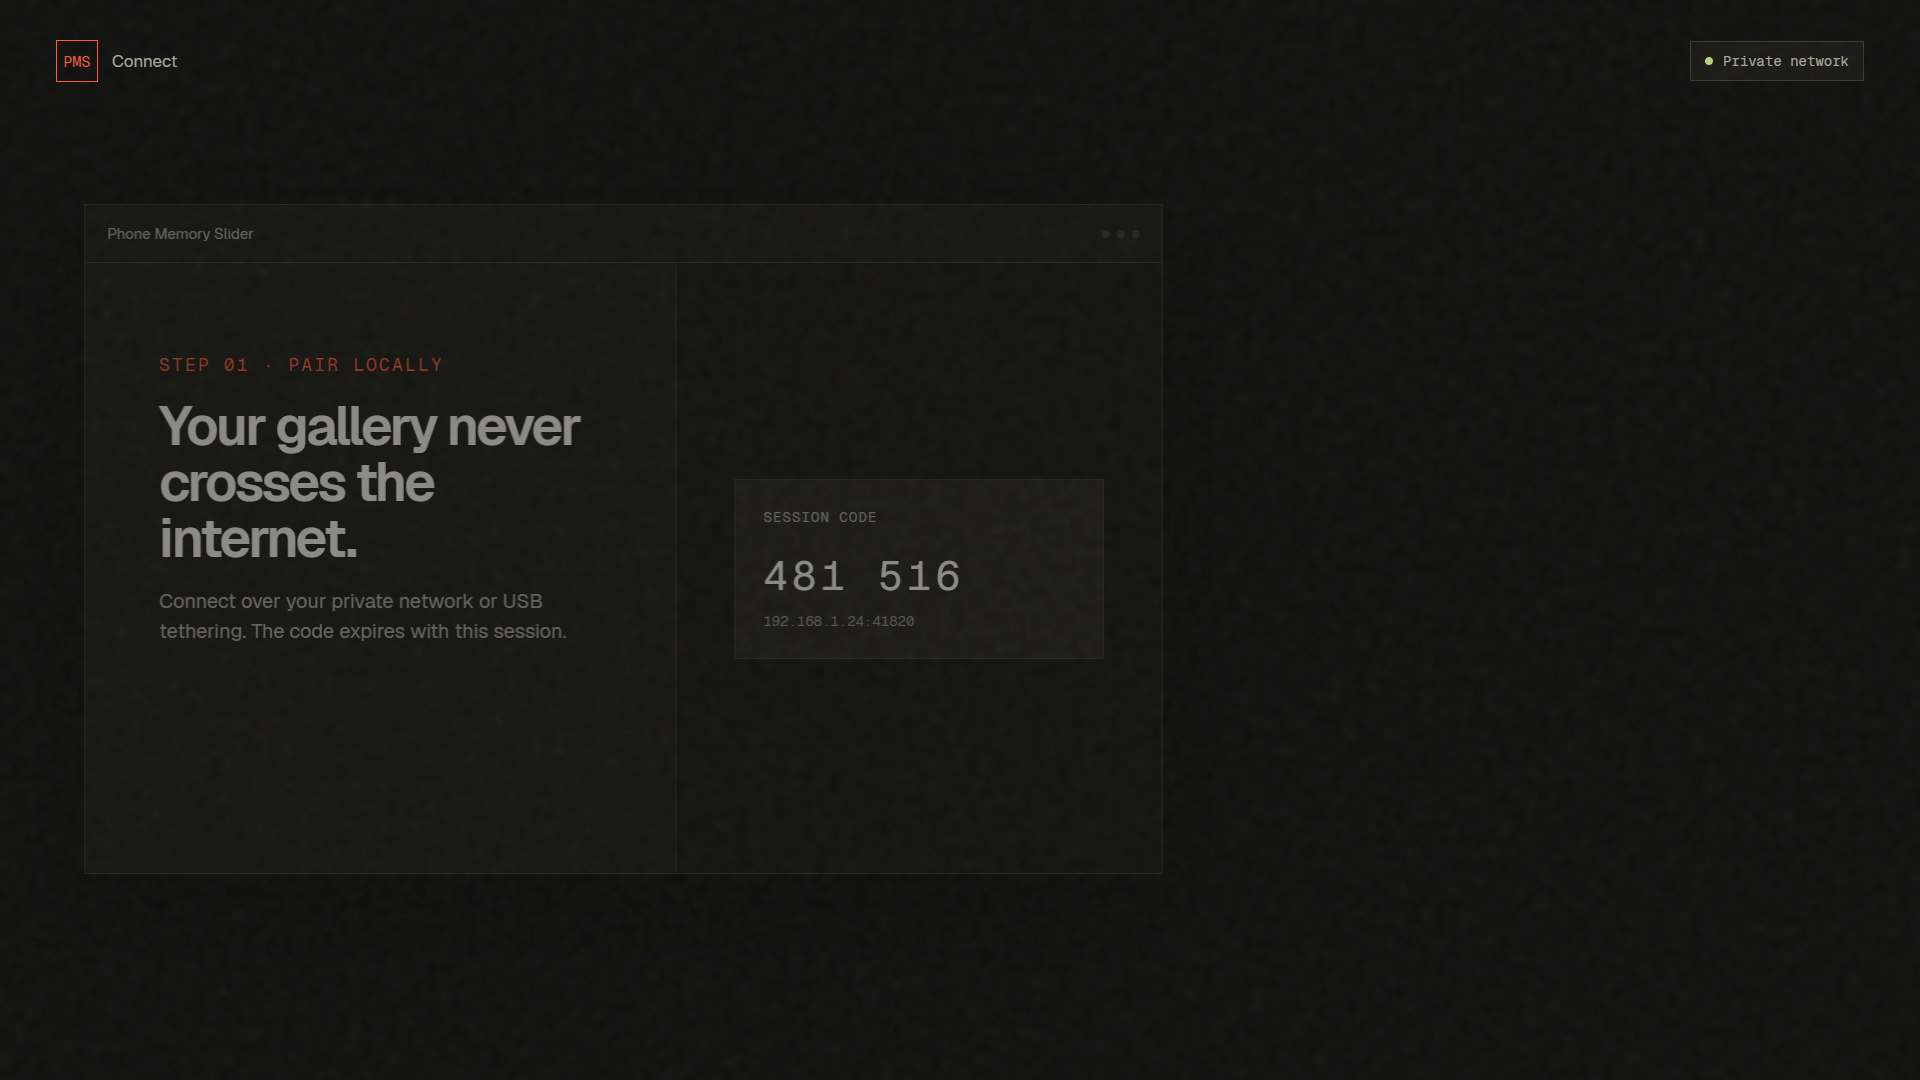 PMS
Connect
Private network
Phone Memory Slider
STEP 01 · PAIR LOCALLY
Your gallery never
crosses the
internet.
Connect over your private network or USB
tethering. The code expires with this session.
SESSION CODE
481 516
192.168.1.24:41820